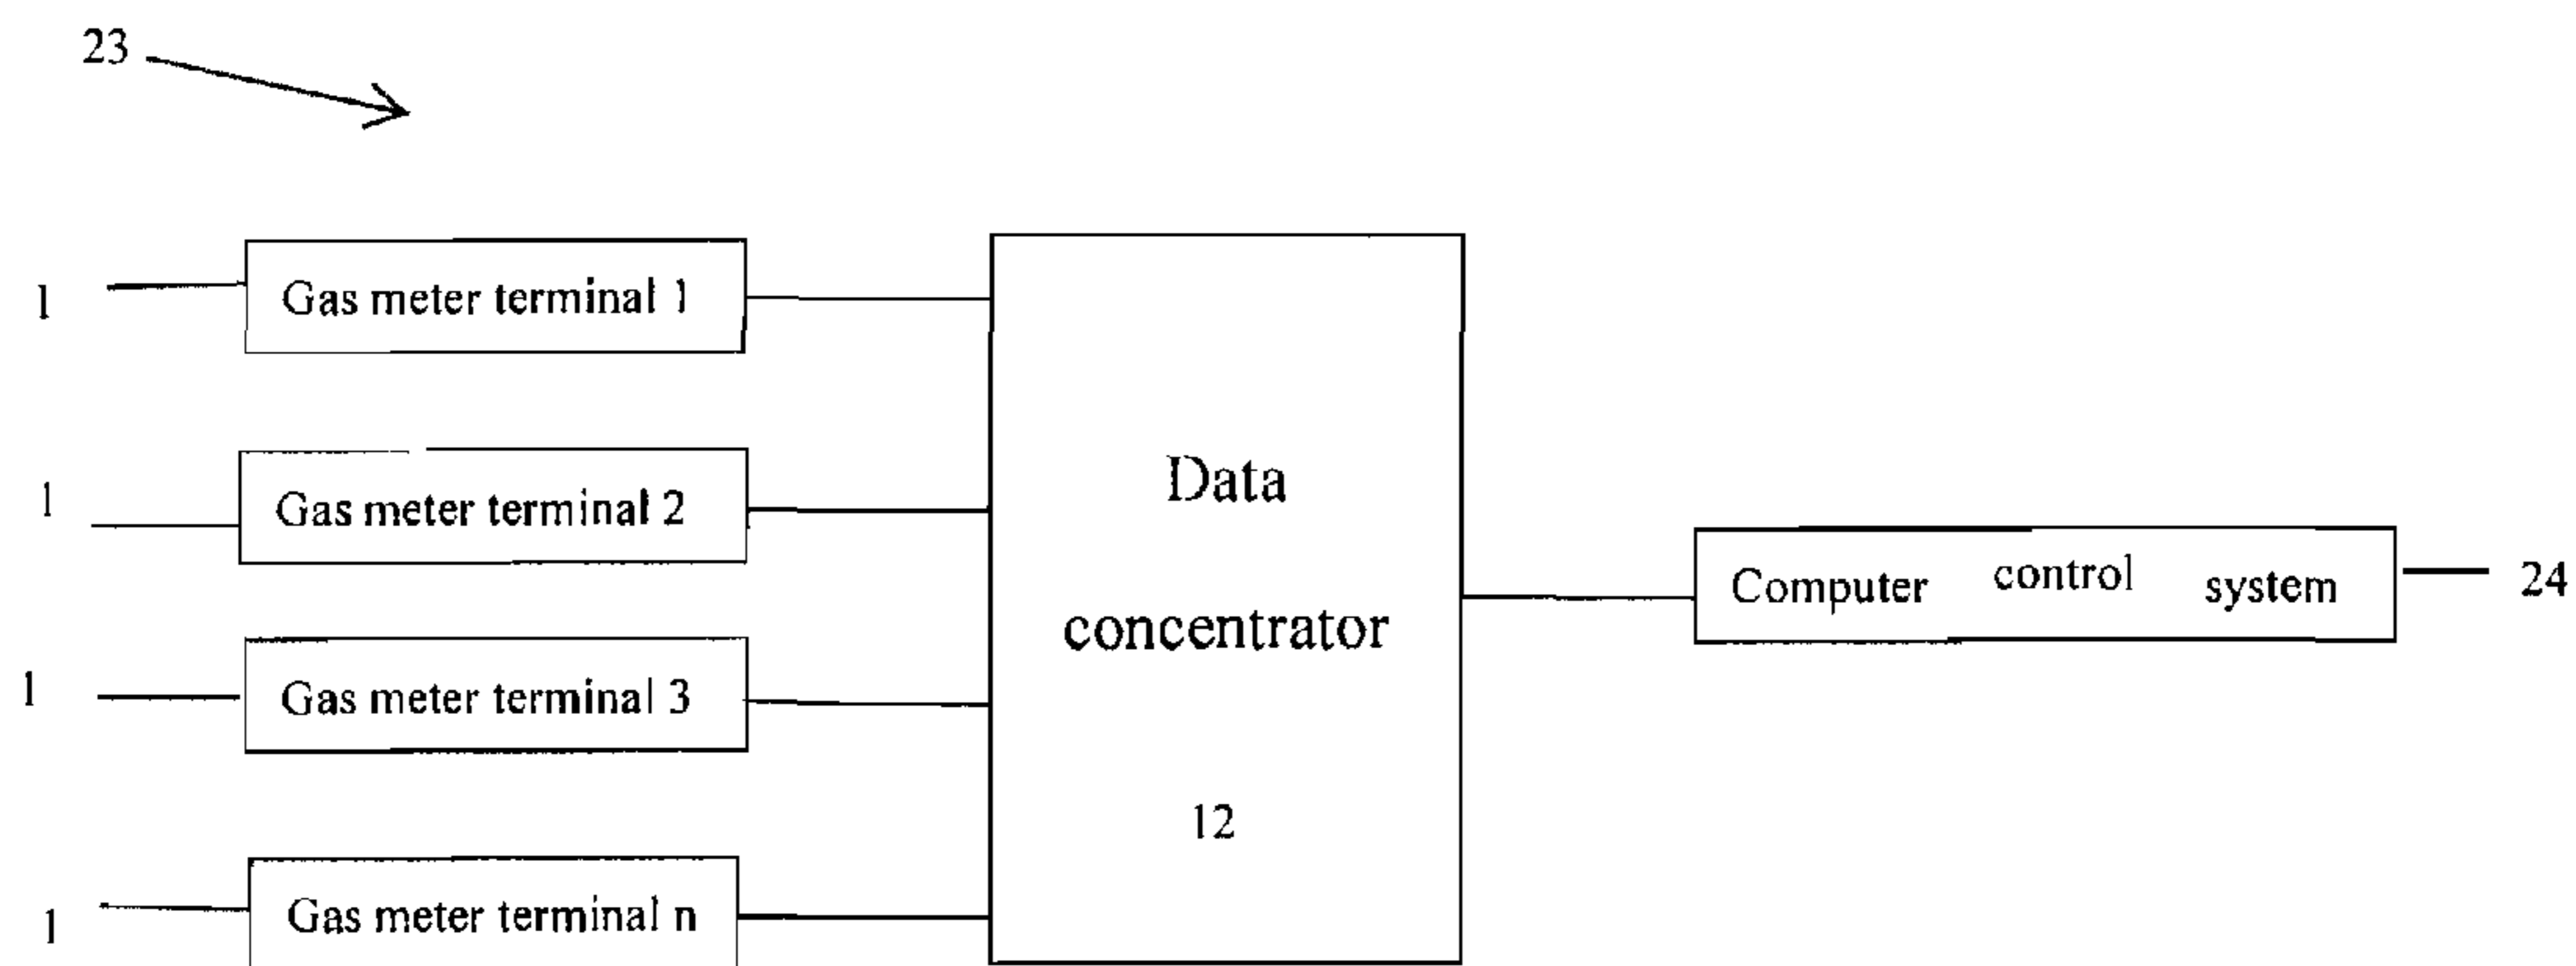 23
1
Gas meter terminal 1
1
Gas meter terminal 2
1
Gas meter terminal 3
1
Gas meter terminal n
Data
concentrator
12
Computer control system
24